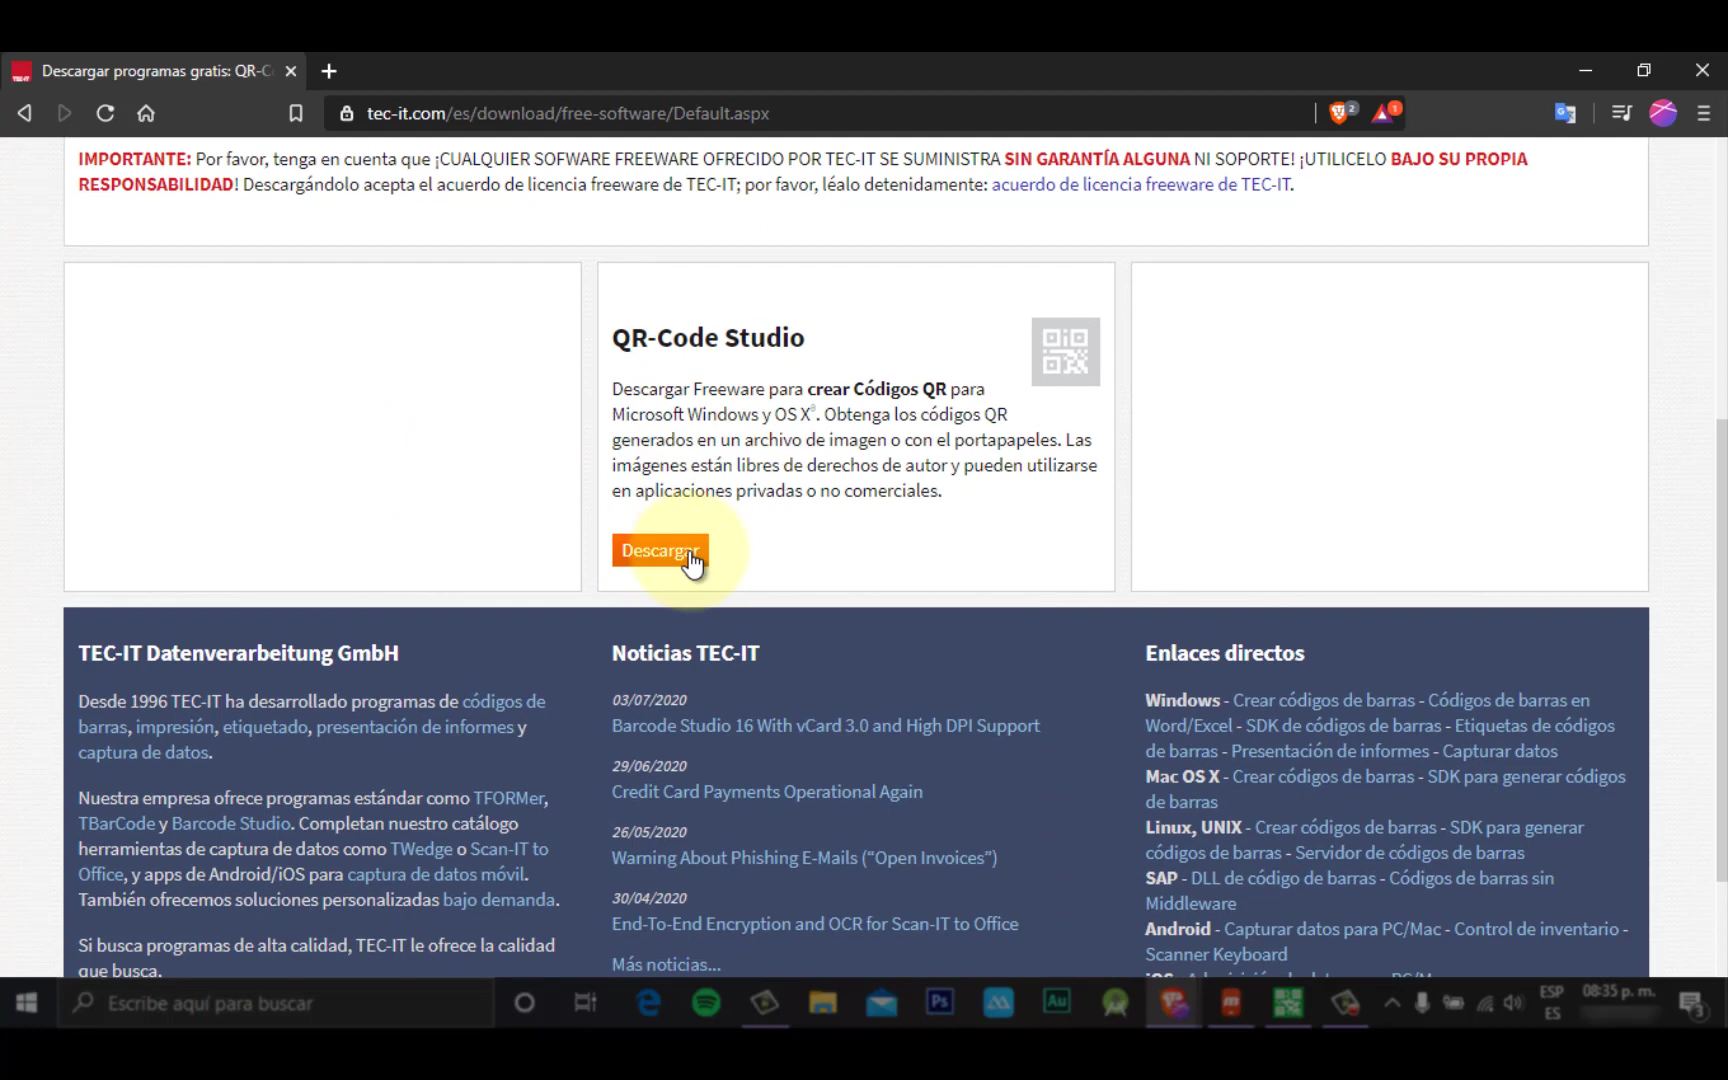 Descargar programas gratis: QR-C
tec-it.com/es/download/free-software/Default.aspx
2
1
IMPORTANTE: Por favor, tenga en cuenta que ¡CUALQUIER SOFWARE FREEWARE OFRECIDO POR TEC-IT SE SUMINISTRA SIN GARANTÍA ALGUNA NI SOPORTE! ¡UTILICELO BAJO SU PROPIA
RESPONSABILIDAD! Descargándolo acepta el acuerdo de licencia freeware de TEC-IT; por favor, léalo detenidamente: acuerdo de licencia freeware de TEC-IT.
QR-Code Studio
Descargar Freeware para crear Códigos QR para
Microsoft Windows y OS X®. Obtenga los códigos QR
generados en un archivo de imagen o con el portapapeles. Las
imágenes están libres de derechos de autor y pueden utilizarse
en aplicaciones privadas o no comerciales.
Descargar
TEC-IT Datenverarbeitung GmbH
Desde 1996 TEC-IT ha desarrollado programas de códigos de
barras, impresión, etiquetado, presentación de informes y
captura de datos.
Nuestra empresa ofrece programas estándar como TFORMer,
TBarCode y Barcode Studio. Completan nuestro catálogo
herramientas de captura de datos como TWedge o Scan-IT to
Office, y apps de Android/iOS para captura de datos móvil.
También ofrecemos soluciones personalizadas bajo demanda.
Si busca programas de alta calidad, TEC-IT le ofrece la calidad
que busca.
Noticias TEC-IT
03/07/2020
Barcode Studio 16 With vCard 3.0 and High DPI Support
29/06/2020
Credit Card Payments Operational Again
26/05/2020
Warning About Phishing E-Mails (“Open Invoices”)
30/04/2020
End-To-End Encryption and OCR for Scan-IT to Office
Más noticias...
Enlaces directos
Windows - Crear códigos de barras - Códigos de barras en
Word/Excel - SDK de códigos de barras - Etiquetas de códigos
de barras - Presentación de informes - Capturar datos
Mac OS X - Crear códigos de barras - SDK para generar códigos
de barras
Linux, UNIX - Crear códigos de barras - SDK para generar
códigos de barras - Servidor de códigos de barras
SAP - DLL de código de barras - Códigos de barras sin
Middleware
Android - Capturar datos para PC/Mac - Control de inventario -
Scanner Keyboard
Escribe aquí para buscar
Ps
Au
ESP
ES
08:35 p. m.
3